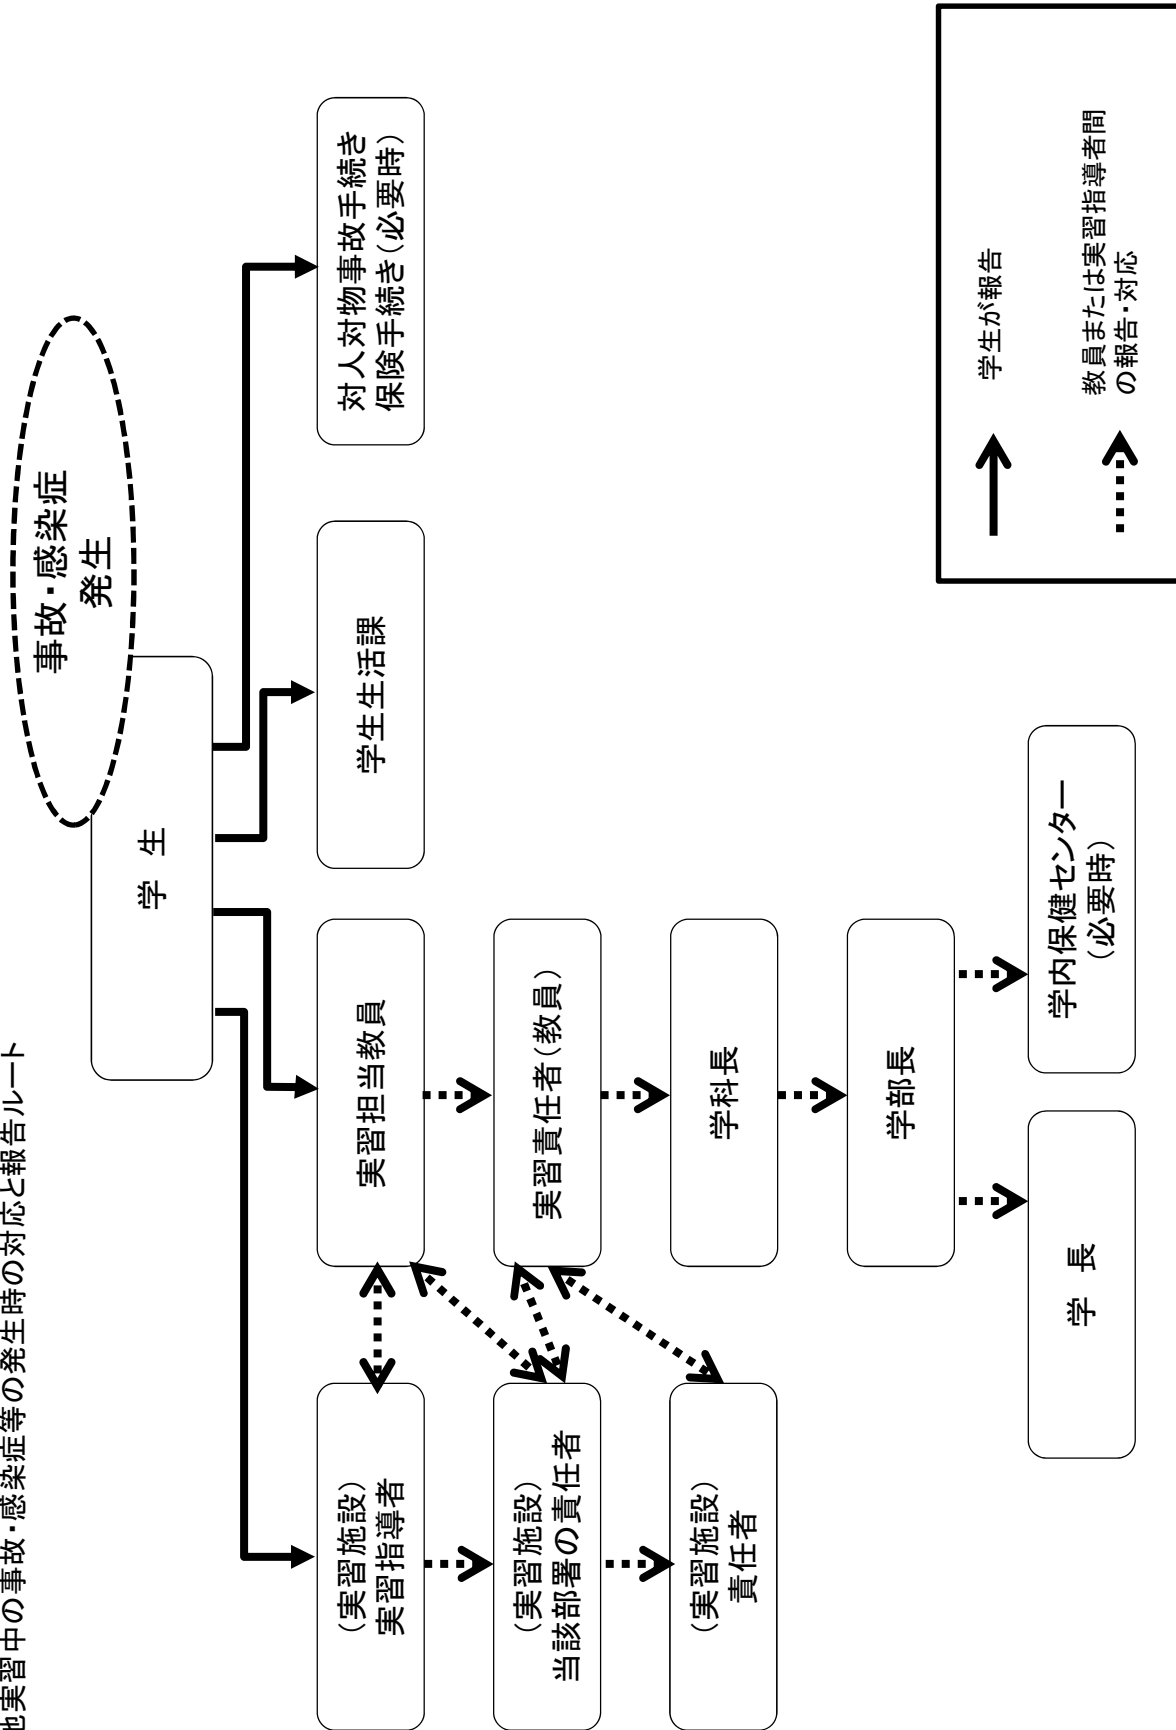 地実習中の事故・感染症等の発生時の対応と報告ルート
事故・感染症
発生
学 生
(実習施設)
実習指導者
実習担当教員
学生生活課
対人対物事故手続き
保険手続き(必要時)
(実習施設)
当該部署の責任者
実習責任者(教員)
(実習施設)
責任者
学科長
学部長
学 長
学内保健センター
(必要時)
学生が報告
教員または実習指導者間
の報告・対応